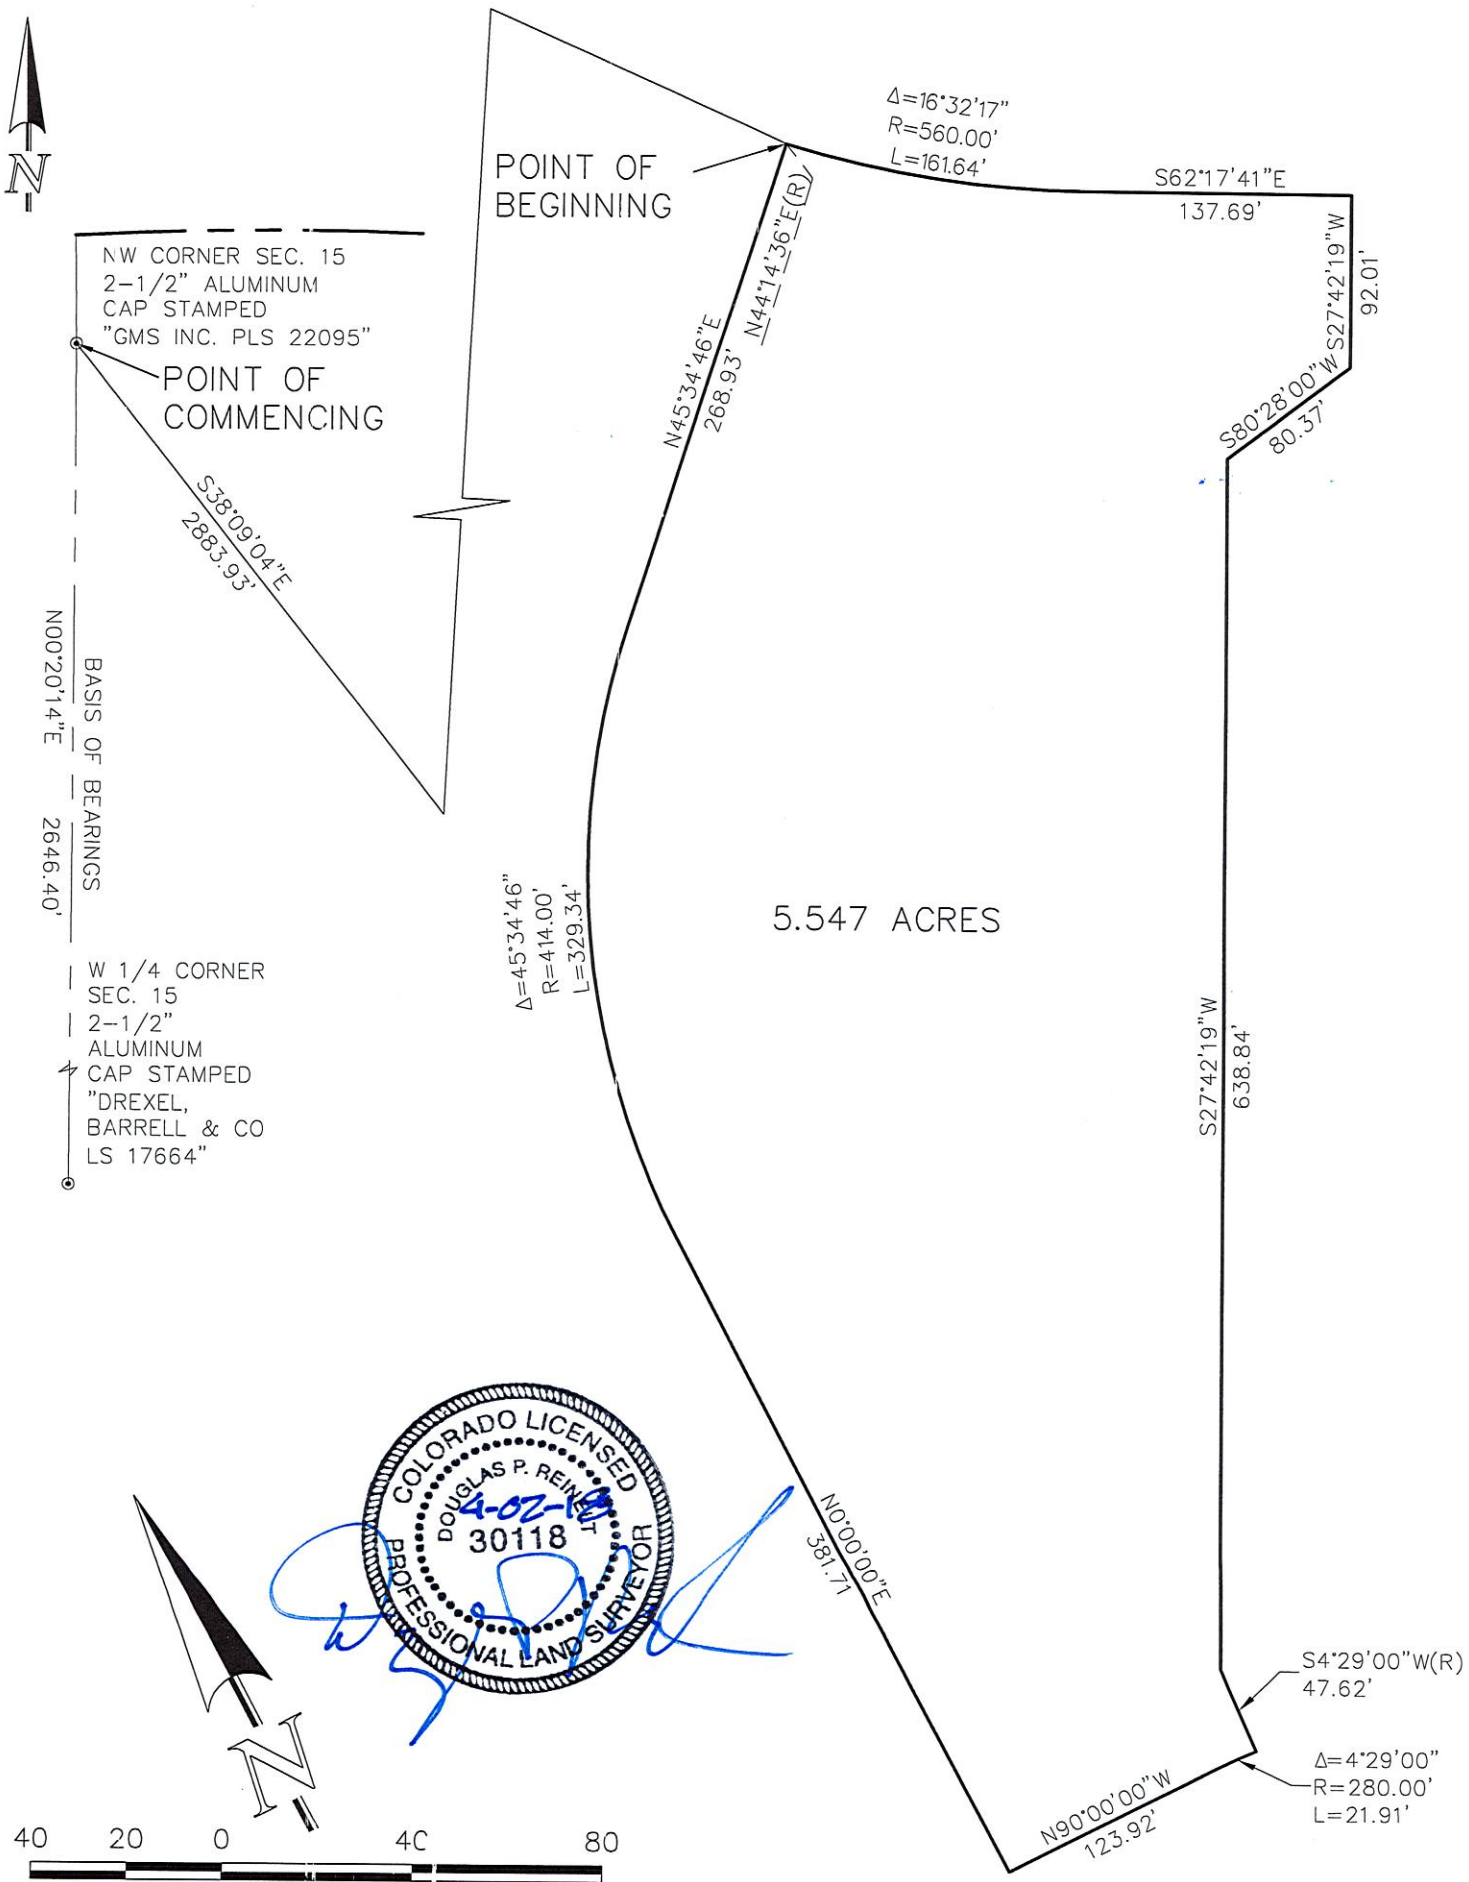 N
Δ=16°32'17"
R=560.00'
L=161.64'
POINT OF
BEGINNING
S62°17'41"E
137.69'
N44°14'36"E(R)
S27°42'19"W
92.01'
NW CORNER SEC. 15
2-1/2" ALUMINUM
CAP STAMPED
"GMS INC. PLS 22095"
POINT OF
COMMENCING
N45°34'46"E
268.93'
S80°28'00"W
80.37'
S38°09'04"E
2883.93'
BASIS OF BEARINGS
N00°20'14"E 2646.40'
Δ=45°34'46"
R=414.00'
L=329.34'
5.547 ACRES
W 1/4 CORNER
SEC. 15
2-1/2"
ALUMINUM
CAP STAMPED
"DREXEL,
BARRELL & CO
LS 17664"
S27°42'19"W
638.84'
COLORADO LICENSED
DOUGLAS P. REINELT
4-02-18
30118
PROFESSIONAL LAND SURVEYOR
N0°00'00"E
381.71
S4°29'00"W(R)
47.62'
Δ=4°29'00"
R=280.00'
L=21.91'
N90°00'00"W
123.92'
N
40 20 0 40 80